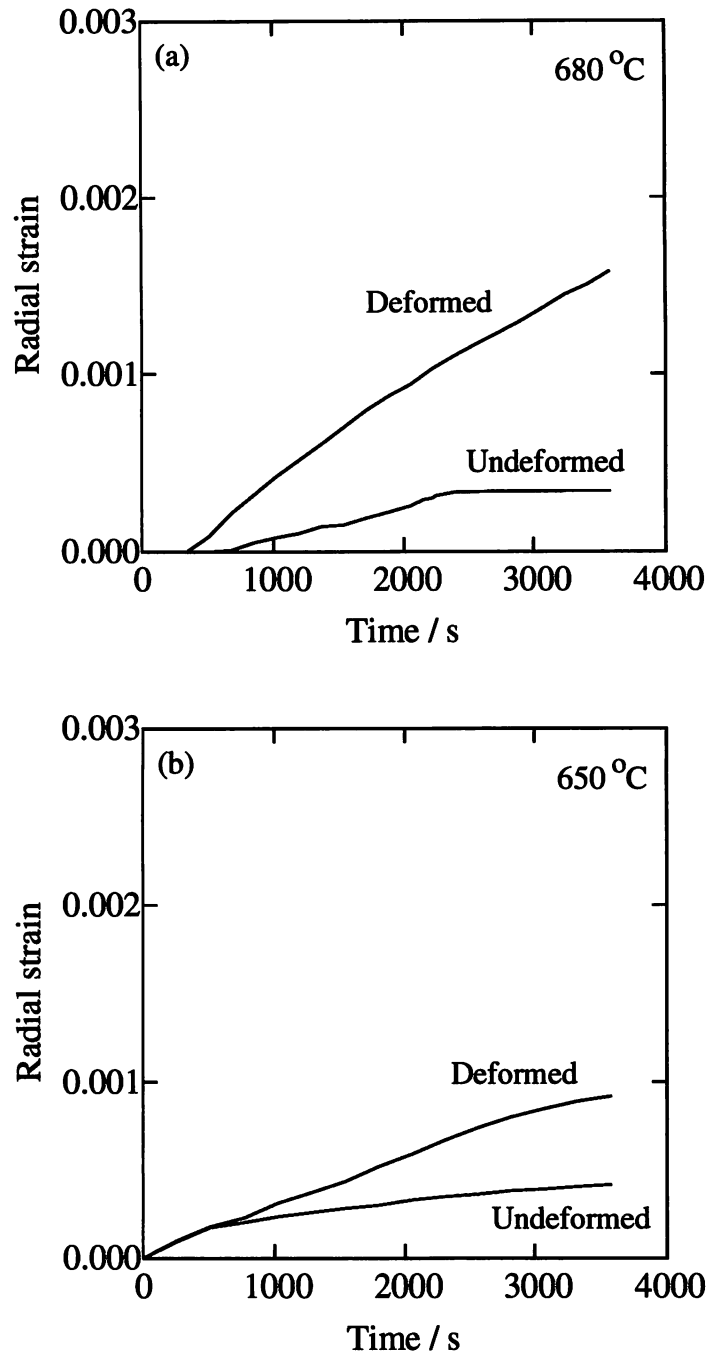 0.003
(a)
680 °C
0.002
Radial strain
Deformed
0.001
Undeformed
0.000
0 1000 2000 3000 4000
Time / s
0.003
(b)
650 °C
0.002
Radial strain
Deformed
0.001
Undeformed
0.000
0 1000 2000 3000 4000
Time / s